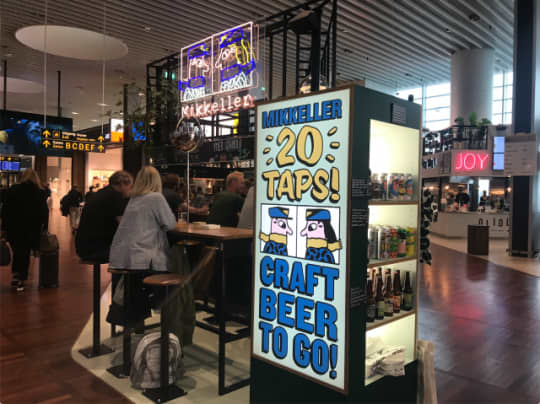 Mikkeller
BCDEF
MIKKELLER
20
TAPS!
CRAFT
BEER
TO GO!
JOY